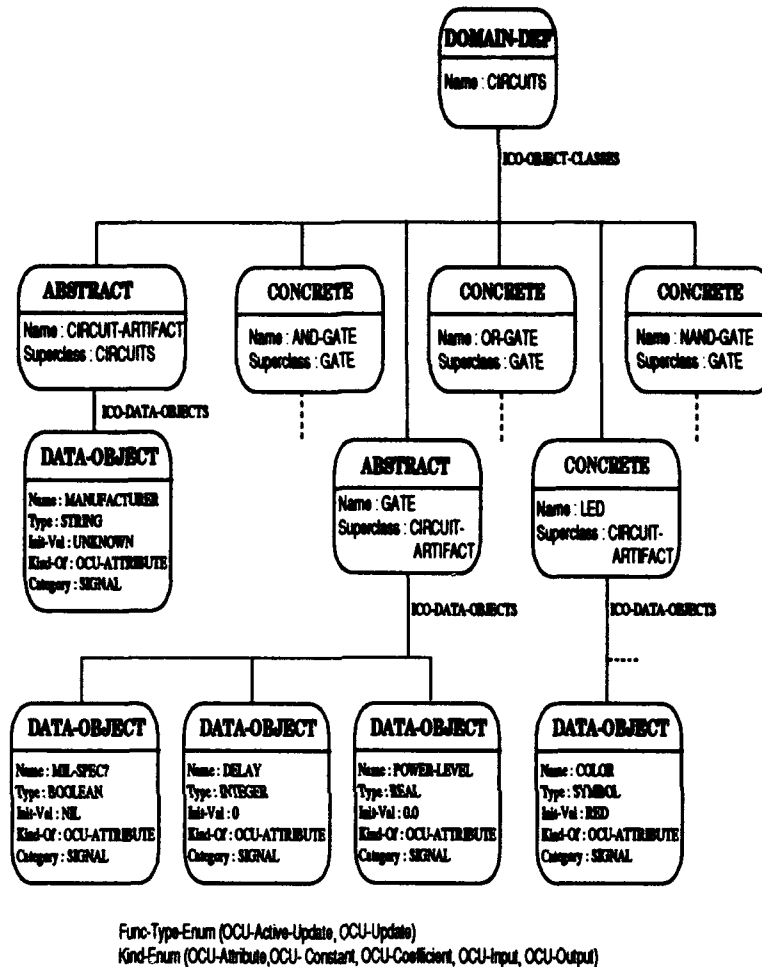 DOMAIN-DEF
Name : CIRCUITS
ICO-OBJECT-CLASSES
ABSTRACT
Name : CIRCUIT-ARTIFACT
Superclass : CIRCUITS
CONCRETE
Name : AND-GATE
Superclass : GATE
CONCRETE
Name : OR-GATE
Superclass : GATE
CONCRETE
Name : NAND-GATE
Superclass : GATE
ICO-DATA-OBJECTS
DATA-OBJECT
Name : MANUFACTURER
Type : STRING
Init-Val : UNKNOWN
Kind-Of : OCU-ATTRIBUTE
Category : SIGNAL
ABSTRACT
Name : GATE
Superclass : CIRCUIT-
ARTIFACT
CONCRETE
Name : LED
Superclass : CIRCUIT-
ARTIFACT
ICO-DATA-OBJECTS
ICO-DATA-OBJECTS
DATA-OBJECT
Name : MIL-SPEC?
Type : BOOLEAN
Init-Val : NIL
Kind-Of : OCU-ATTRIBUTE
Category : SIGNAL
DATA-OBJECT
Name : DELAY
Type : INTEGER
Init-Val : 0
Kind-Of : OCU-ATTRIBUTE
Category : SIGNAL
DATA-OBJECT
Name : POWER-LEVEL
Type : REAL
Init-Val : 0.0
Kind-Of : OCU-ATTRIBUTE
Category : SIGNAL
DATA-OBJECT
Name : COLOR
Type : SYMBOL
Init-Val : RED
Kind-Of : OCU-ATTRIBUTE
Category : SIGNAL
Func-Type-Enum (OCU-Active-Update, OCU-Update)
Kind-Enum (OCU-Attribute,OCU- Constant, OCU-Coefficient, OCU-Input, OCU-Output)